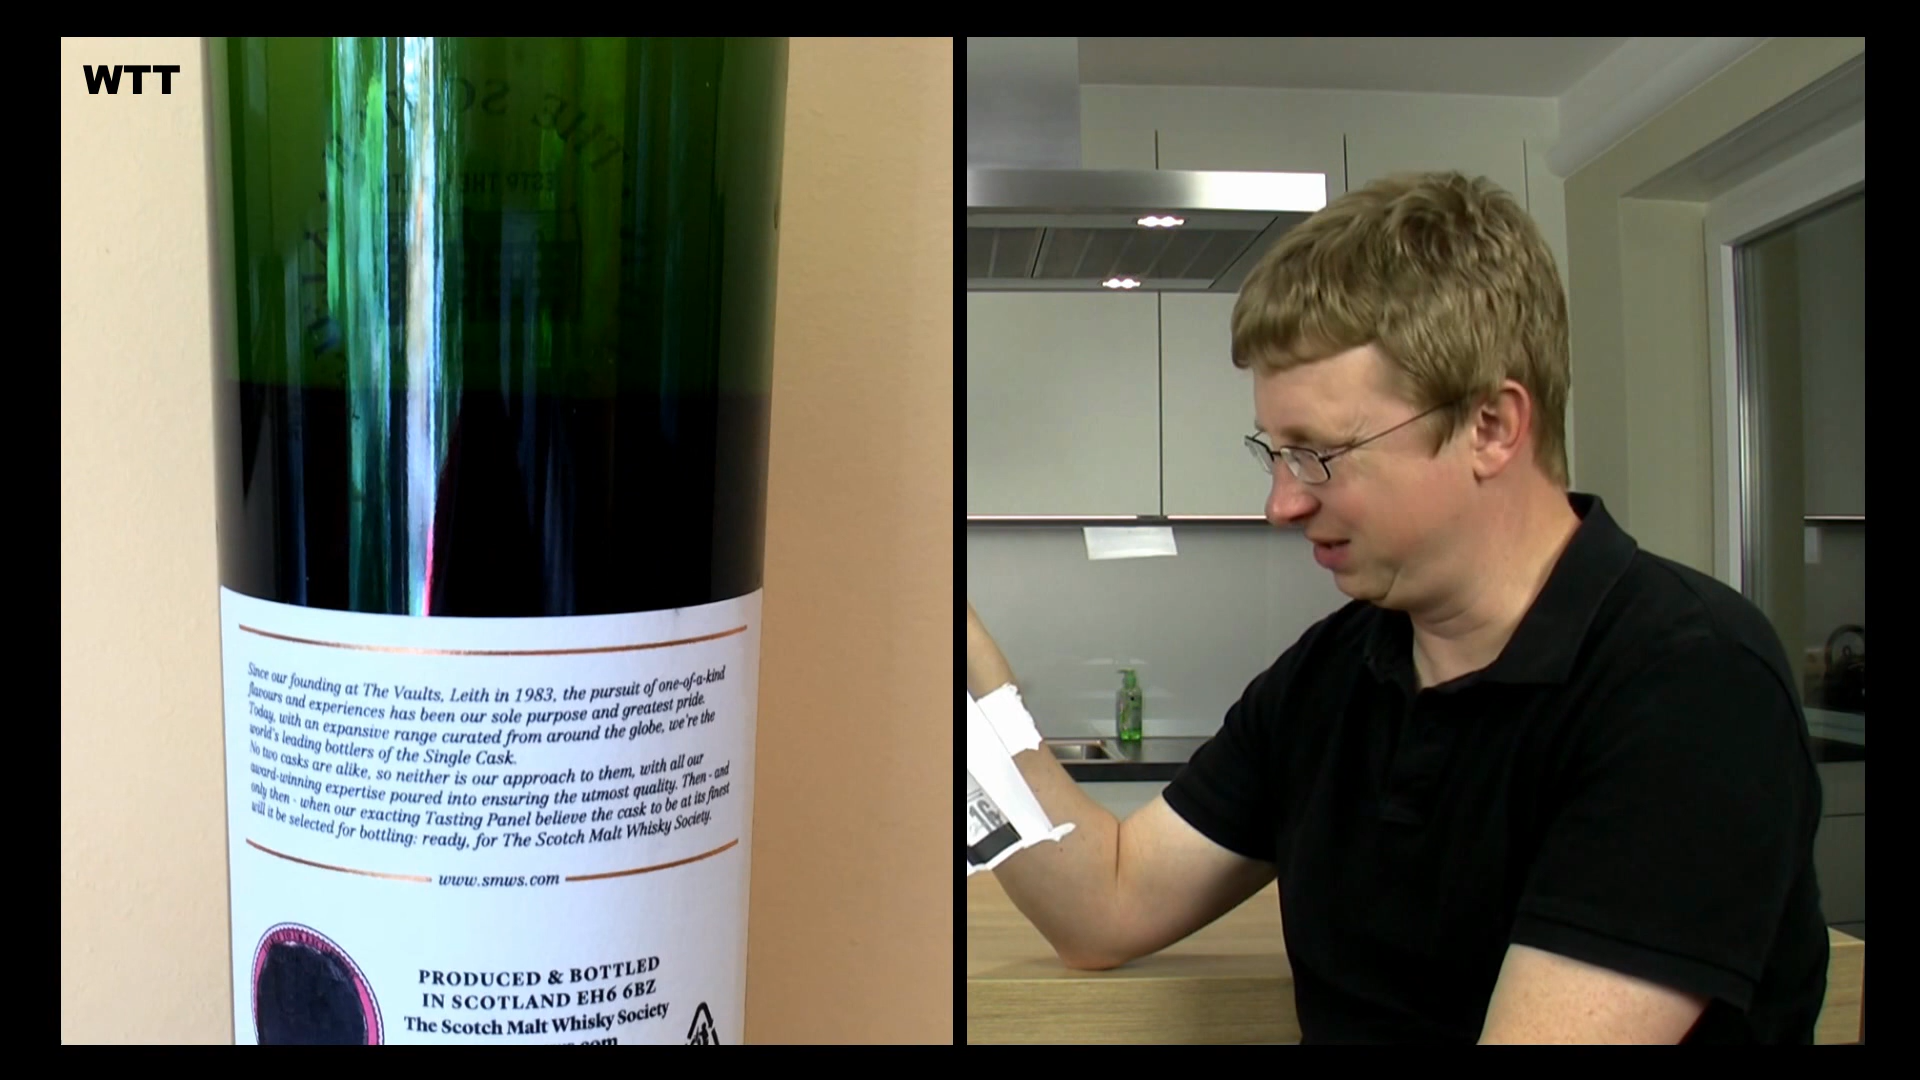 WTT
THE SC
ESTD THE
Since our founding at The Vaults, Leith in 1983, the pursuit of one-of-a-kind
flavours and experiences has been our sole purpose and greatest pride.
Today, with an expansive range curated from around the globe, we're the
world's leading bottlers of the Single Cask.
No two casks are alike, so neither is our approach to them, with all our
award-winning expertise poured into ensuring the utmost quality. Then - and
only then - when our exacting Tasting Panel believe the cask to be at its finest
will it be selected for bottling: ready, for The Scotch Malt Whisky Society.
www.smws.com
PRODUCED & BOTTLED
IN SCOTLAND EH6 6BZ
The Scotch Malt Whisky Society
16